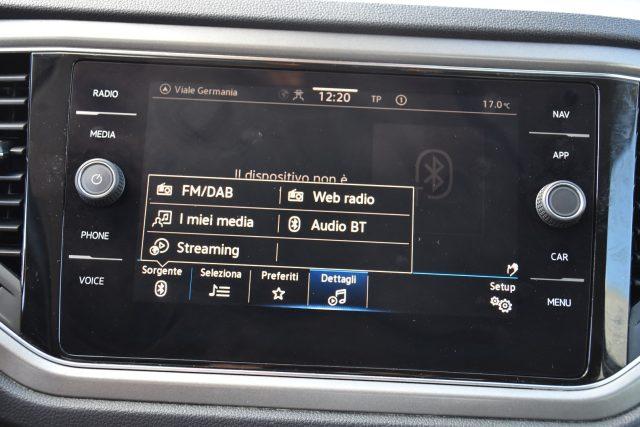 RADIO
MEDIA
PHONE
VOICE
Viale Germania 12:20 TP 17.0°C
Il dispositivo non è
FM/DAB Web radio
I miei media Audio BT
Streaming
Sorgente Seleziona Preferiti Dettagli Setup
NAV
APP
CAR
MENU